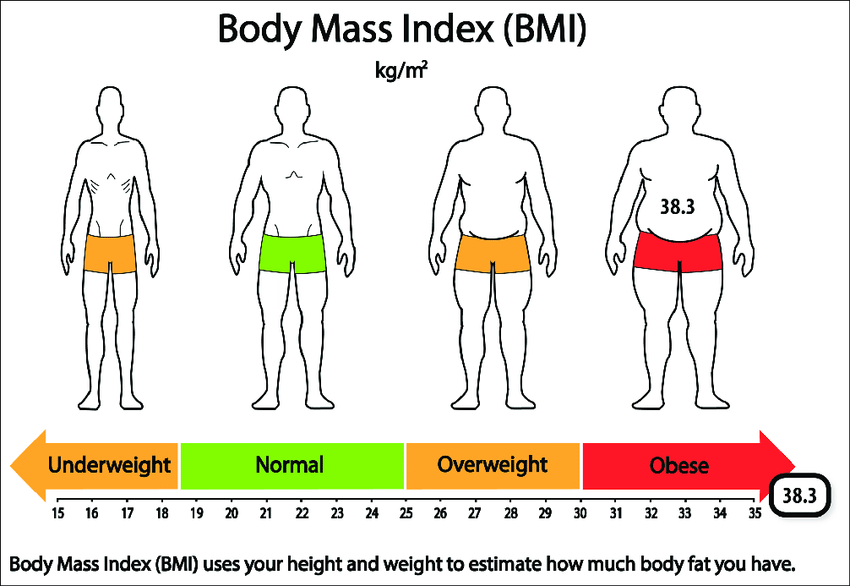 Body Mass Index (BMI)
kg/m²
38.3
Underweight Normal Overweight Obese
38.3
15 16 17 18 19 20 21 22 23 24 25 26 27 28 29 30 31 32 33 34 35
Body Mass Index (BMI) uses your height and weight to estimate how much body fat you have.